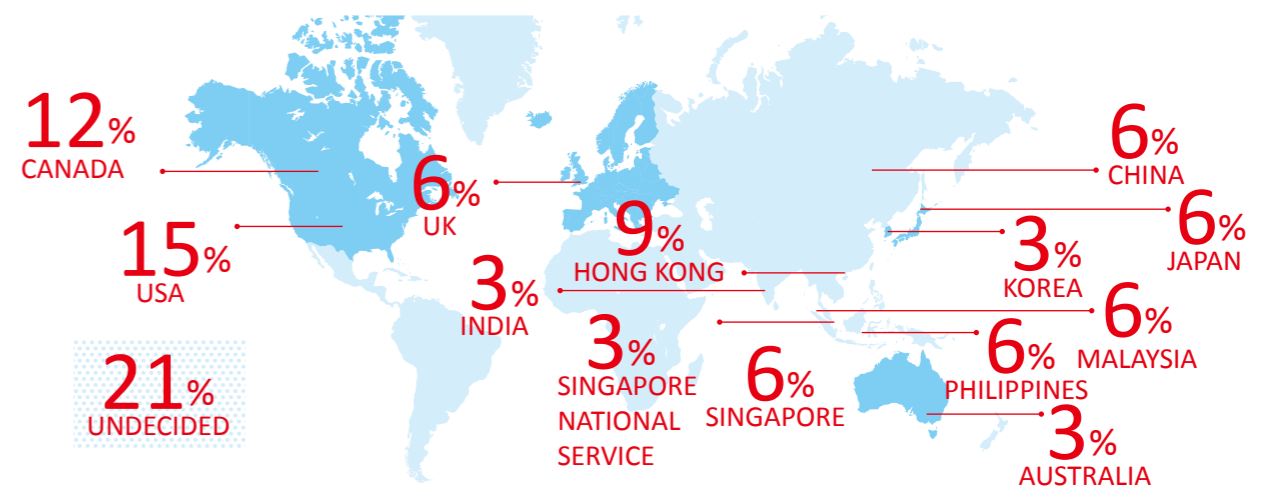 12%
CANADA
15%
USA
21%
UNDECIDED
6%
UK
3%
INDIA
9%
HONG KONG
3%
SINGAPORE
NATIONAL
SERVICE
6%
SINGAPORE
6%
CHINA
6%
JAPAN
3%
KOREA
6%
MALAYSIA
6%
PHILIPPINES
3%
AUSTRALIA